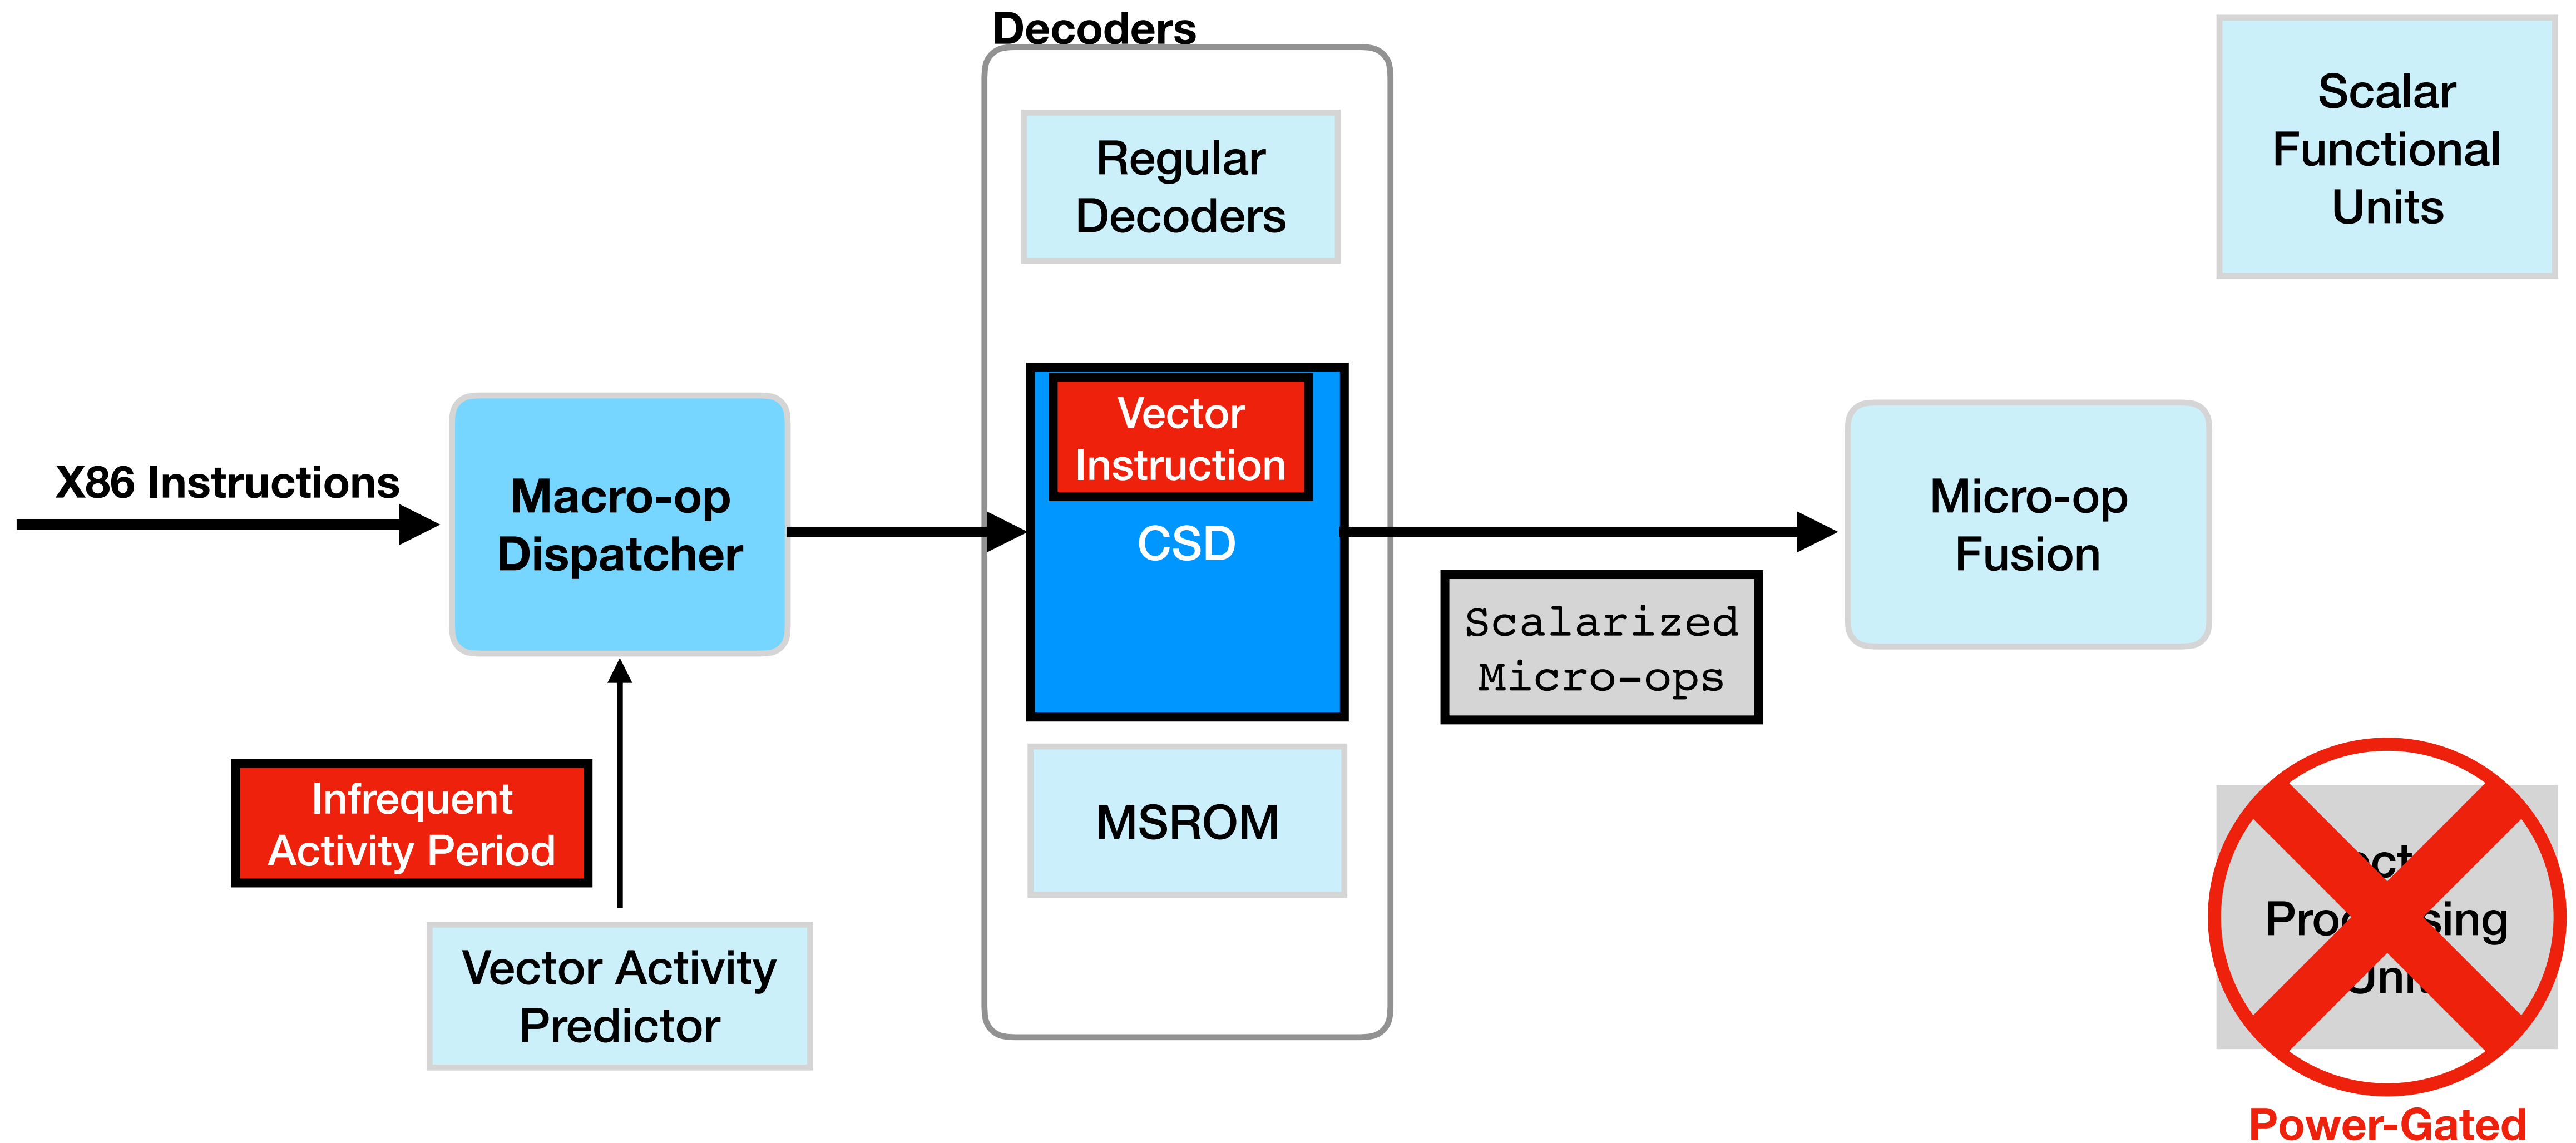 Decoders
Scalar
Functional
Units
Regular
Decoders
Vector
Instruction
CSD
X86 Instructions
Macro-op
Dispatcher
Micro-op
Fusion
Scalarized
Micro-ops
Infrequent
Activity Period
MSROM
Vector Activity
Predictor
Power-Gated